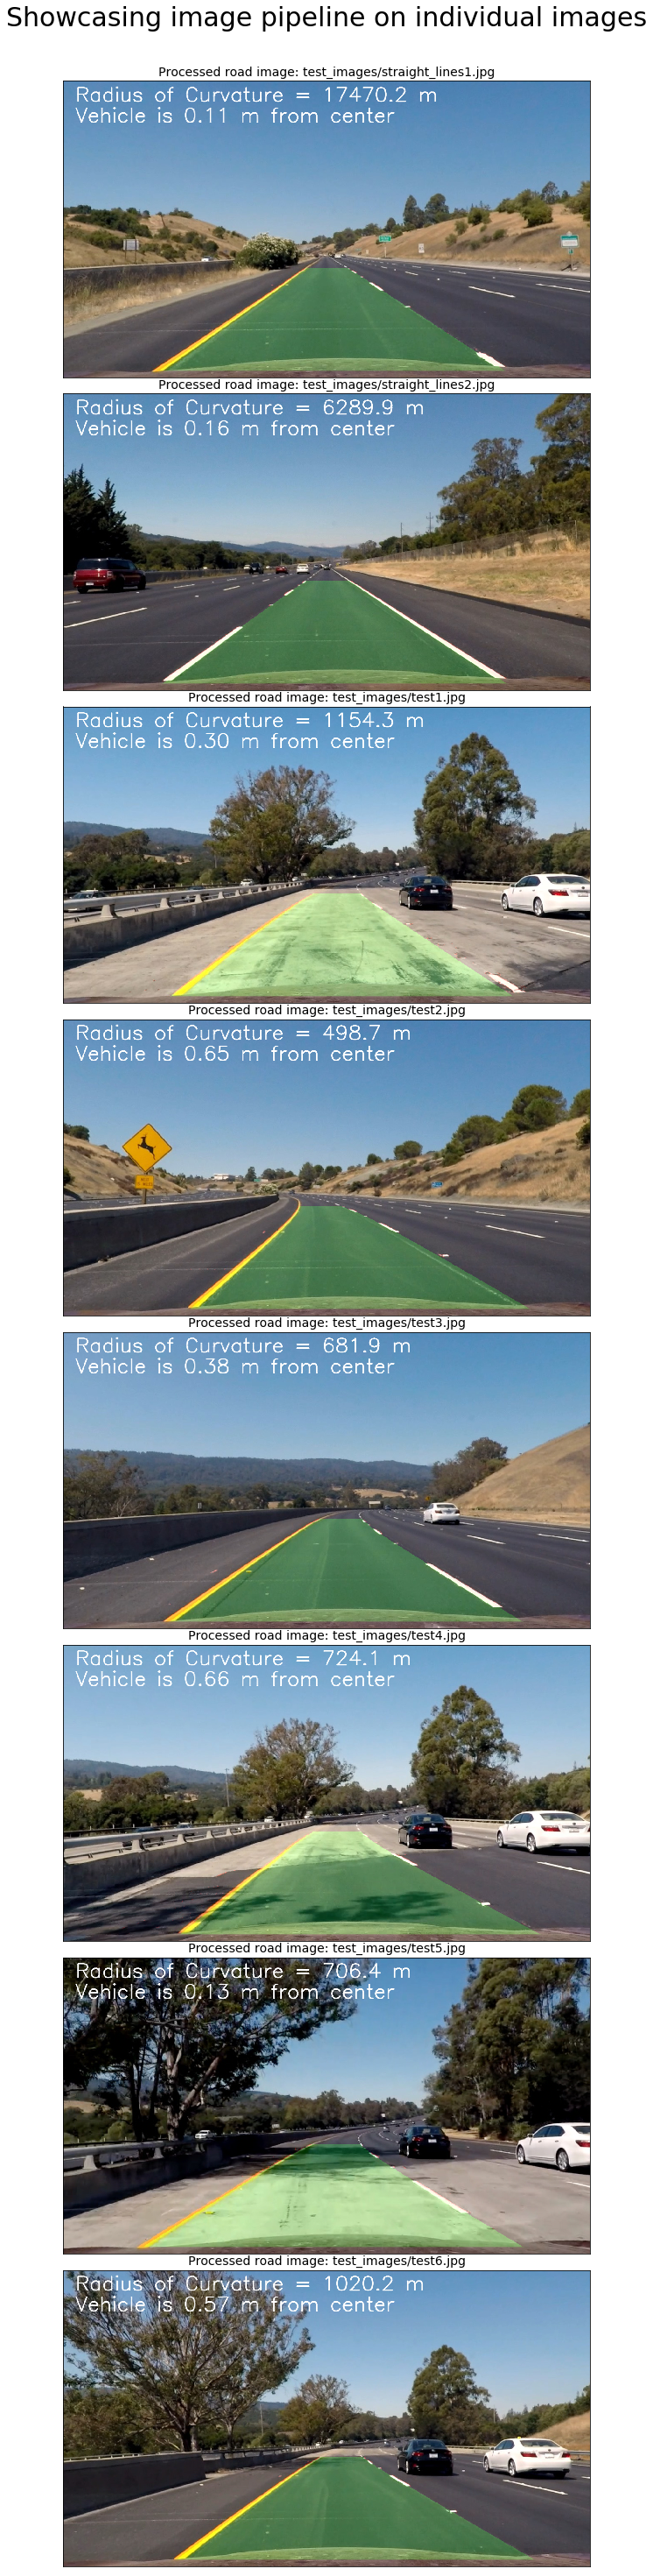 Showcasing image pipeline on individual images
Processed road image: test_images/straight_lines1.jpg
Radius of Curvature = 17470.2 m
Vehicle is 0.11 m from center
Processed road image: test_images/straight_lines2.jpg
Radius of Curvature = 6289.9 m
Vehicle is 0.16 m from center
Processed road image: test_images/test1.jpg
Radius of Curvature = 1154.3 m
Vehicle is 0.30 m from center
Processed road image: test_images/test2.jpg
Radius of Curvature = 498.7 m
Vehicle is 0.65 m from center
Processed road image: test_images/test3.jpg
Radius of Curvature = 681.9 m
Vehicle is 0.38 m from center
Processed road image: test_images/test4.jpg
Radius of Curvature = 724.1 m
Vehicle is 0.66 m from center
Processed road image: test_images/test5.jpg
Radius of Curvature = 706.4 m
Vehicle is 0.13 m from center
Processed road image: test_images/test6.jpg
Radius of Curvature = 1020.2 m
Vehicle is 0.57 m from center